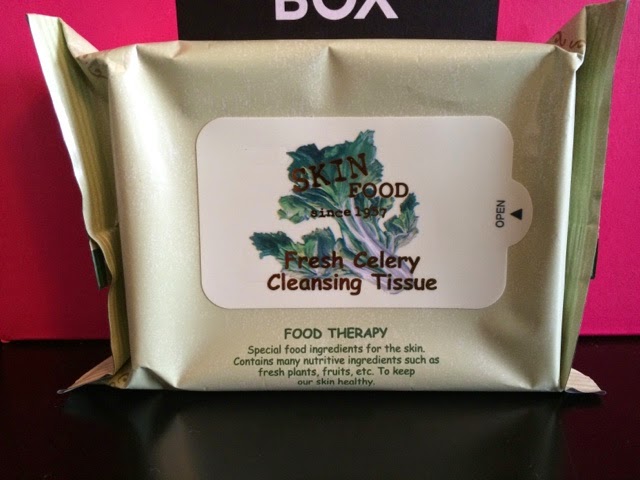 BOX
SKIN
FOOD
since 1957
Fresh Celery
Cleansing Tissue
OPEN
FOOD THERAPY
Special food ingredients for the skin.
Contains many nutritive ingredients such as
fresh plants, fruits, etc. To keep
our skin healthy.